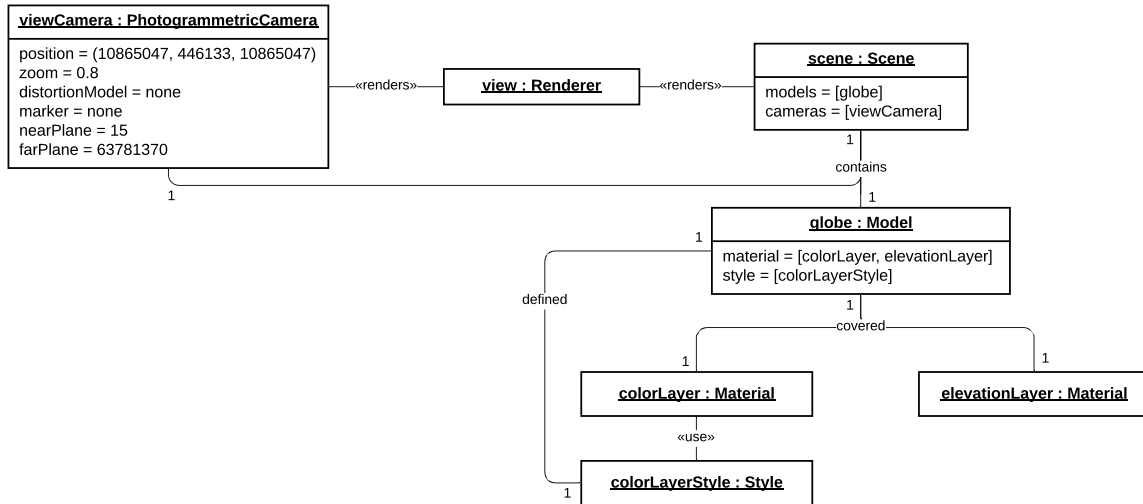 viewCamera : PhotogrammetricCamera
position = (10865047, 446133, 10865047)
zoom = 0.8
distortionModel = none
marker = none
nearPlane = 15
farPlane = 63781370
«renders»
view : Renderer
«renders»
scene : Scene
models = [globe]
cameras = [viewCamera]
1
contains
1
1
globe : Model
material = [colorLayer, elevationLayer]
style = [colorLayerStyle]
1
defined
1
covered
1
1
colorLayer : Material
elevationLayer : Material
«use»
colorLayerStyle : Style
1